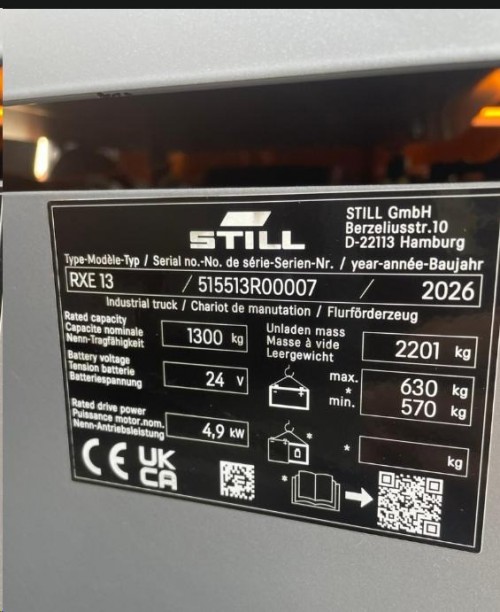 STILL
STILL GmbH
Berzeliusstr.10
D-22113 Hamburg
Type-Modèle-Typ / Serial no.-No. de série-Serien-Nr. / year-année-Baujahr
RXE 13 / 515513R00007 / 2026
Industrial truck / Chariot de manutation / Flurförderzeug
Rated capacity
Capacite nominale
Nenn-Tragfähigkeit
1300 kg
Unladen mass
Masse à vide
Leergewicht
2201 kg
Battery voltage
Tension batterie
Batteriespannung
24 V
max. 630 kg
*
min. 570 kg
Rated drive power
Puissance motor.nom.
Nenn-Antriebsleistung
4,9 kW
*
* kg
CE UK
CA
*